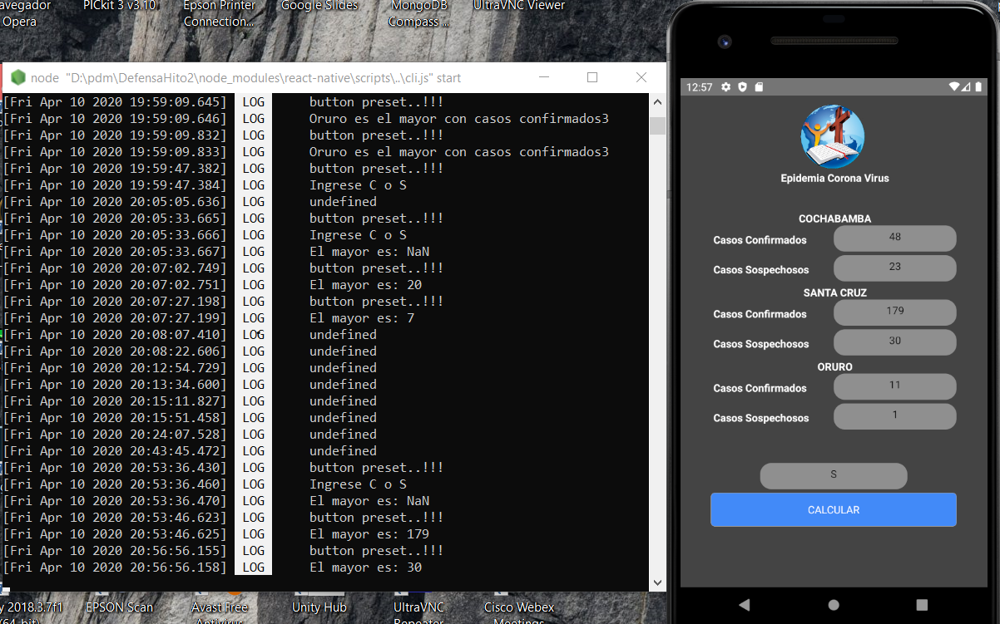 avegador
Opera
PICkit 3 v3.10
Epson Printer
Connection...
Google Slides
MongoDB
Compass ...
UltraVNC Viewer
node "D:\pdm\DefensaHito2\node_modules\react-native\scripts\..\cli.js" start
[Fri Apr 10 2020 19:59:09.645] LOG button preset..!!!
[Fri Apr 10 2020 19:59:09.646] LOG Oruro es el mayor con casos confirmados3
[Fri Apr 10 2020 19:59:09.832] LOG button preset..!!!
[Fri Apr 10 2020 19:59:09.833] LOG Oruro es el mayor con casos confirmados3
[Fri Apr 10 2020 19:59:47.382] LOG button preset..!!!
[Fri Apr 10 2020 19:59:47.384] LOG Ingrese C o S
[Fri Apr 10 2020 20:05:05.636] LOG undefined
[Fri Apr 10 2020 20:05:33.665] LOG button preset..!!!
[Fri Apr 10 2020 20:05:33.666] LOG Ingrese C o S
[Fri Apr 10 2020 20:05:33.667] LOG El mayor es: NaN
[Fri Apr 10 2020 20:07:02.749] LOG button preset..!!!
[Fri Apr 10 2020 20:07:02.751] LOG El mayor es: 20
[Fri Apr 10 2020 20:07:27.198] LOG button preset..!!!
[Fri Apr 10 2020 20:07:27.199] LOG El mayor es: 7
[Fri Apr 10 2020 20:08:07.410] LOG undefined
[Fri Apr 10 2020 20:08:22.606] LOG undefined
[Fri Apr 10 2020 20:12:54.729] LOG undefined
[Fri Apr 10 2020 20:13:34.600] LOG undefined
[Fri Apr 10 2020 20:15:11.827] LOG undefined
[Fri Apr 10 2020 20:15:51.458] LOG undefined
[Fri Apr 10 2020 20:24:07.528] LOG undefined
[Fri Apr 10 2020 20:43:45.472] LOG undefined
[Fri Apr 10 2020 20:53:36.430] LOG button preset..!!!
[Fri Apr 10 2020 20:53:36.460] LOG Ingrese C o S
[Fri Apr 10 2020 20:53:36.470] LOG El mayor es: NaN
[Fri Apr 10 2020 20:53:46.623] LOG button preset..!!!
[Fri Apr 10 2020 20:53:46.625] LOG El mayor es: 179
[Fri Apr 10 2020 20:56:56.155] LOG button preset..!!!
[Fri Apr 10 2020 20:56:56.158] LOG El mayor es: 30
y 2018.3.7f1
(64-bit)
EPSON Scan
Avast Free
Antivirus
Unity Hub
UltraVNC
Repeater
Cisco Webex
Meetings
12:57
Epidemia Corona Virus
COCHABAMBA
Casos Confirmados 48
Casos Sospechosos 23
SANTA CRUZ
Casos Confirmados 179
Casos Sospechosos 30
ORURO
Casos Confirmados 11
Casos Sospechosos 1
S
CALCULAR